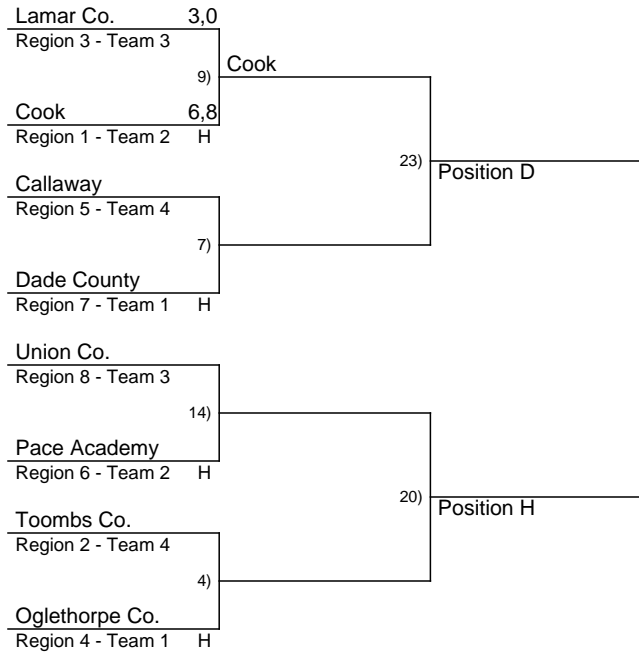 Lamar Co. 3,0
Region 3 - Team 3
9) Cook
Cook 6,8
Region 1 - Team 2 H
23) Position D
Callaway
Region 5 - Team 4
7)
Dade County
Region 7 - Team 1 H
Union Co.
Region 8 - Team 3
14)
Pace Academy
Region 6 - Team 2 H
20) Position H
Toombs Co.
Region 2 - Team 4
4)
Oglethorpe Co.
Region 4 - Team 1 H